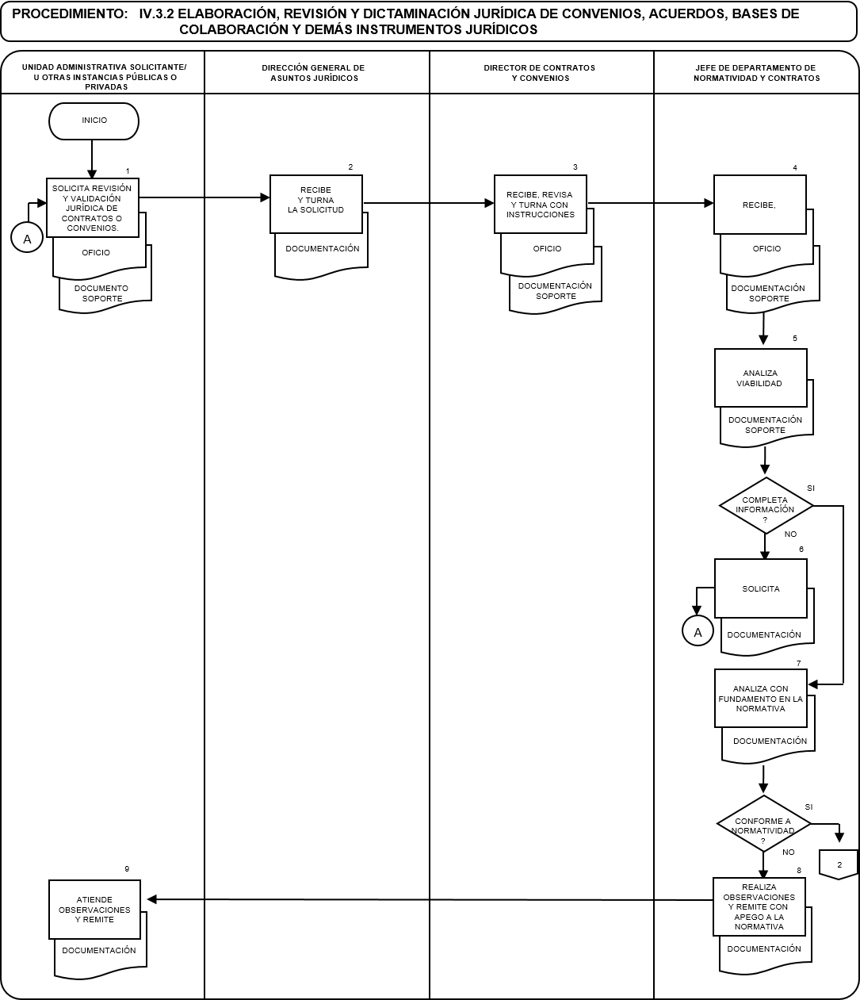 PROCEDIMIENTO: IV.3.2 ELABORACIÓN, REVISIÓN Y DICTAMINACIÓN JURÍDICA DE CONVENIOS, ACUERDOS, BASES DE
COLABORACIÓN Y DEMÁS INSTRUMENTOS JURÍDICOS
UNIDAD ADMINISTRATIVA SOLICITANTE/
U OTRAS INSTANCIAS PÚBLICAS O
PRIVADAS
DIRECCIÓN GENERAL DE
ASUNTOS JURÍDICOS
DIRECTOR DE CONTRATOS
Y CONVENIOS
JEFE DE DEPARTAMENTO DE
NORMATIVIDAD Y CONTRATOS
INICIO
1
SOLICITA REVISIÓN
Y VALIDACIÓN
JURÍDICA DE
CONTRATOS O
CONVENIOS.
A
OFICIO
DOCUMENTO
SOPORTE
2
RECIBE
Y TURNA
LA SOLICITUD
DOCUMENTACIÓN
3
RECIBE, REVISA
Y TURNA CON
INSTRUCCIONES
OFICIO
DOCUMENTACIÓN
SOPORTE
4
RECIBE,
OFICIO
DOCUMENTACIÓN
SOPORTE
5
ANALIZA
VIABILIDAD
DOCUMENTACIÓN
SOPORTE
COMPLETA
INFORMACÍÓN
?
SI
NO
6
SOLICITA
A
DOCUMENTACIÓN
7
ANALIZA CON
FUNDAMENTO EN LA
NORMATIVA
DOCUMENTACIÓN
CONFORME A
NORMATIVIDAD
?
SI
NO
2
8
REALIZA
OBSERVACIONES
Y REMITE CON
APEGO A LA
NORMATIVA
DOCUMENTACIÓN
9
ATIENDE
OBSERVACIONES
Y REMITE
DOCUMENTACIÓN